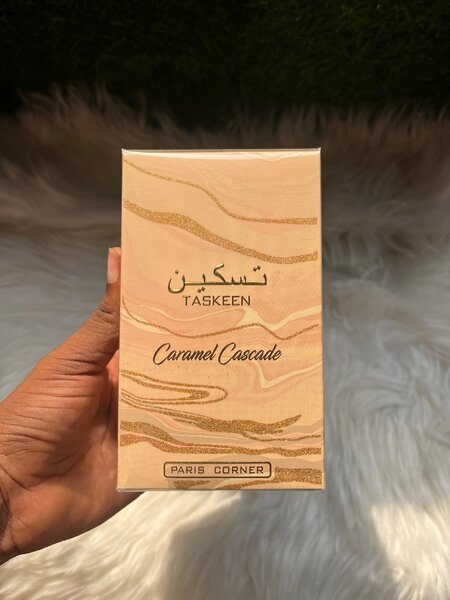 تسكين
TASKEEN
Caramel Cascade
PARIS CORNER